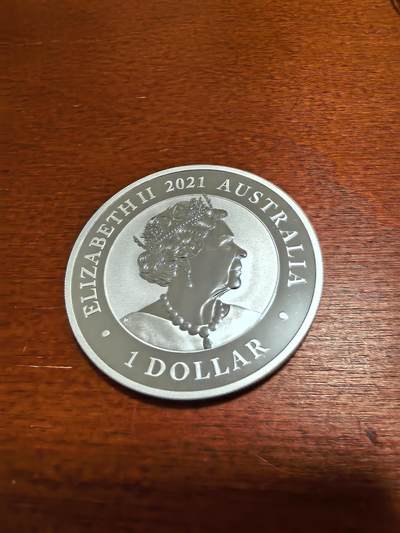 ELIZABETH II 2021 AUSTRALIA
• 1 DOLLAR •